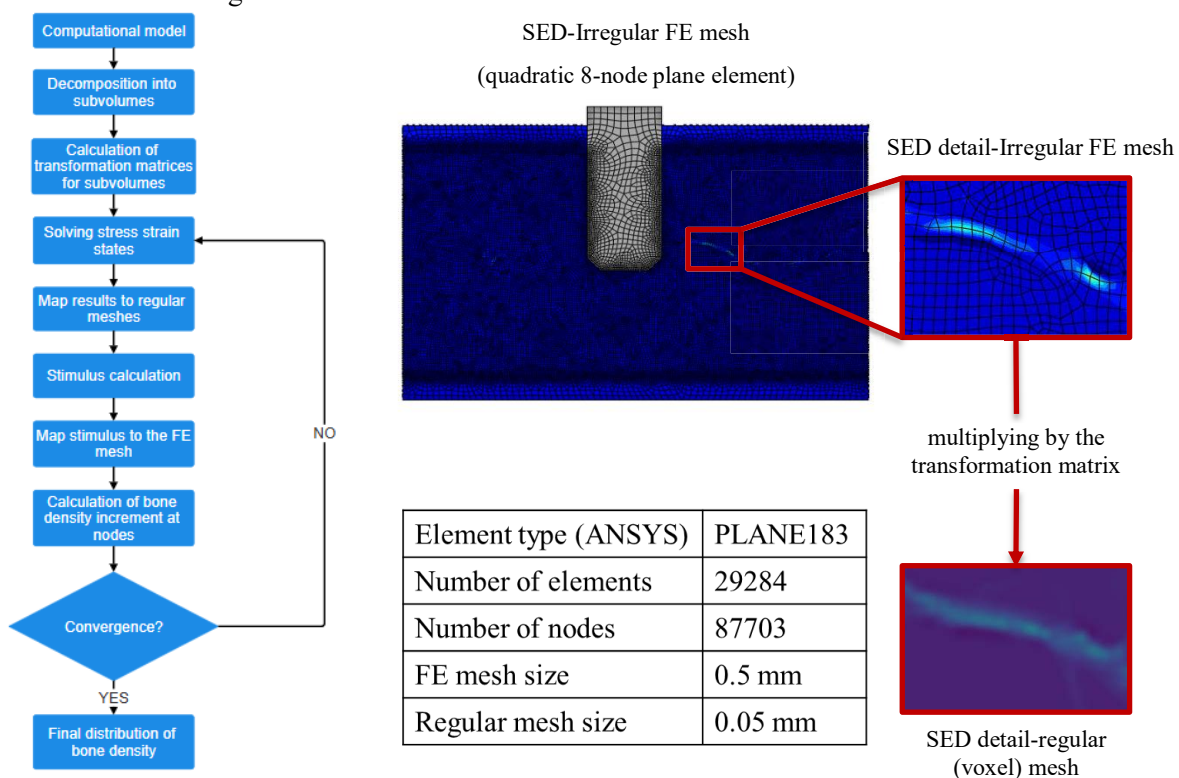 Computational model
Decomposition into
subvolumes
Calculation of
transformation matrices
for subvolumes
Solving stress strain
states
Map results to regular
meshes
Stimulus calculation
Map stimulus to the FE
mesh
Calculation of bone
density increment at
nodes
Convergence?
NO
YES
Final distribution of
bone density
SED-Irregular FE mesh
(quadratic 8-node plane element)
SED detail-Irregular FE mesh
multiplying by the
transformation matrix
Element type (ANSYS) PLANE183
Number of elements 29284
Number of nodes 87703
FE mesh size 0.5 mm
Regular mesh size 0.05 mm
SED detail-regular
(voxel) mesh